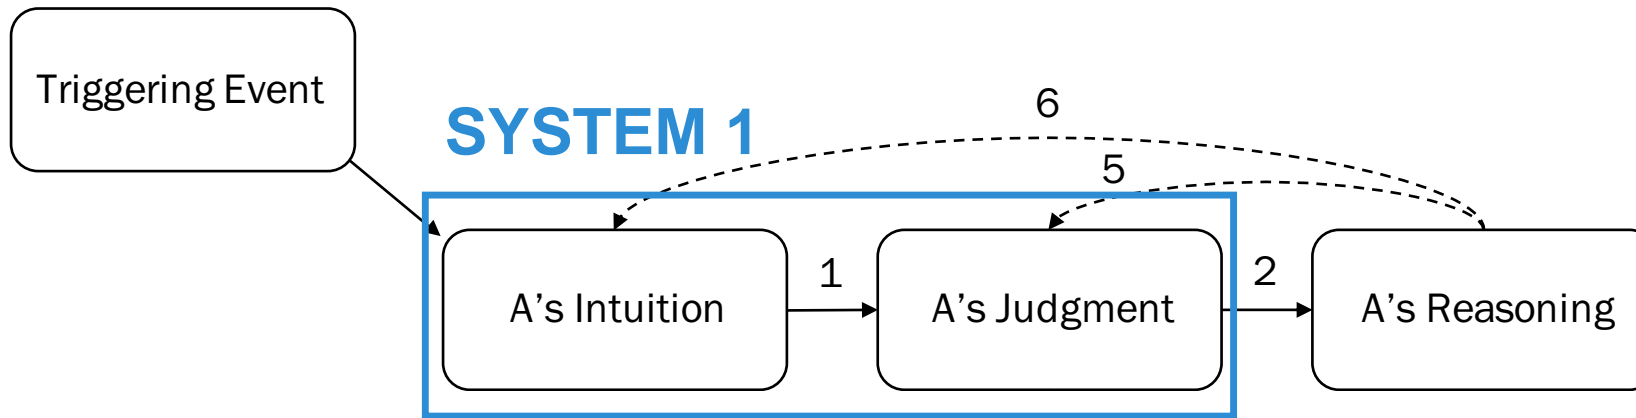 Triggering Event
SYSTEM 1
6
5
1
2
A’s Intuition
A’s Judgment
A’s Reasoning